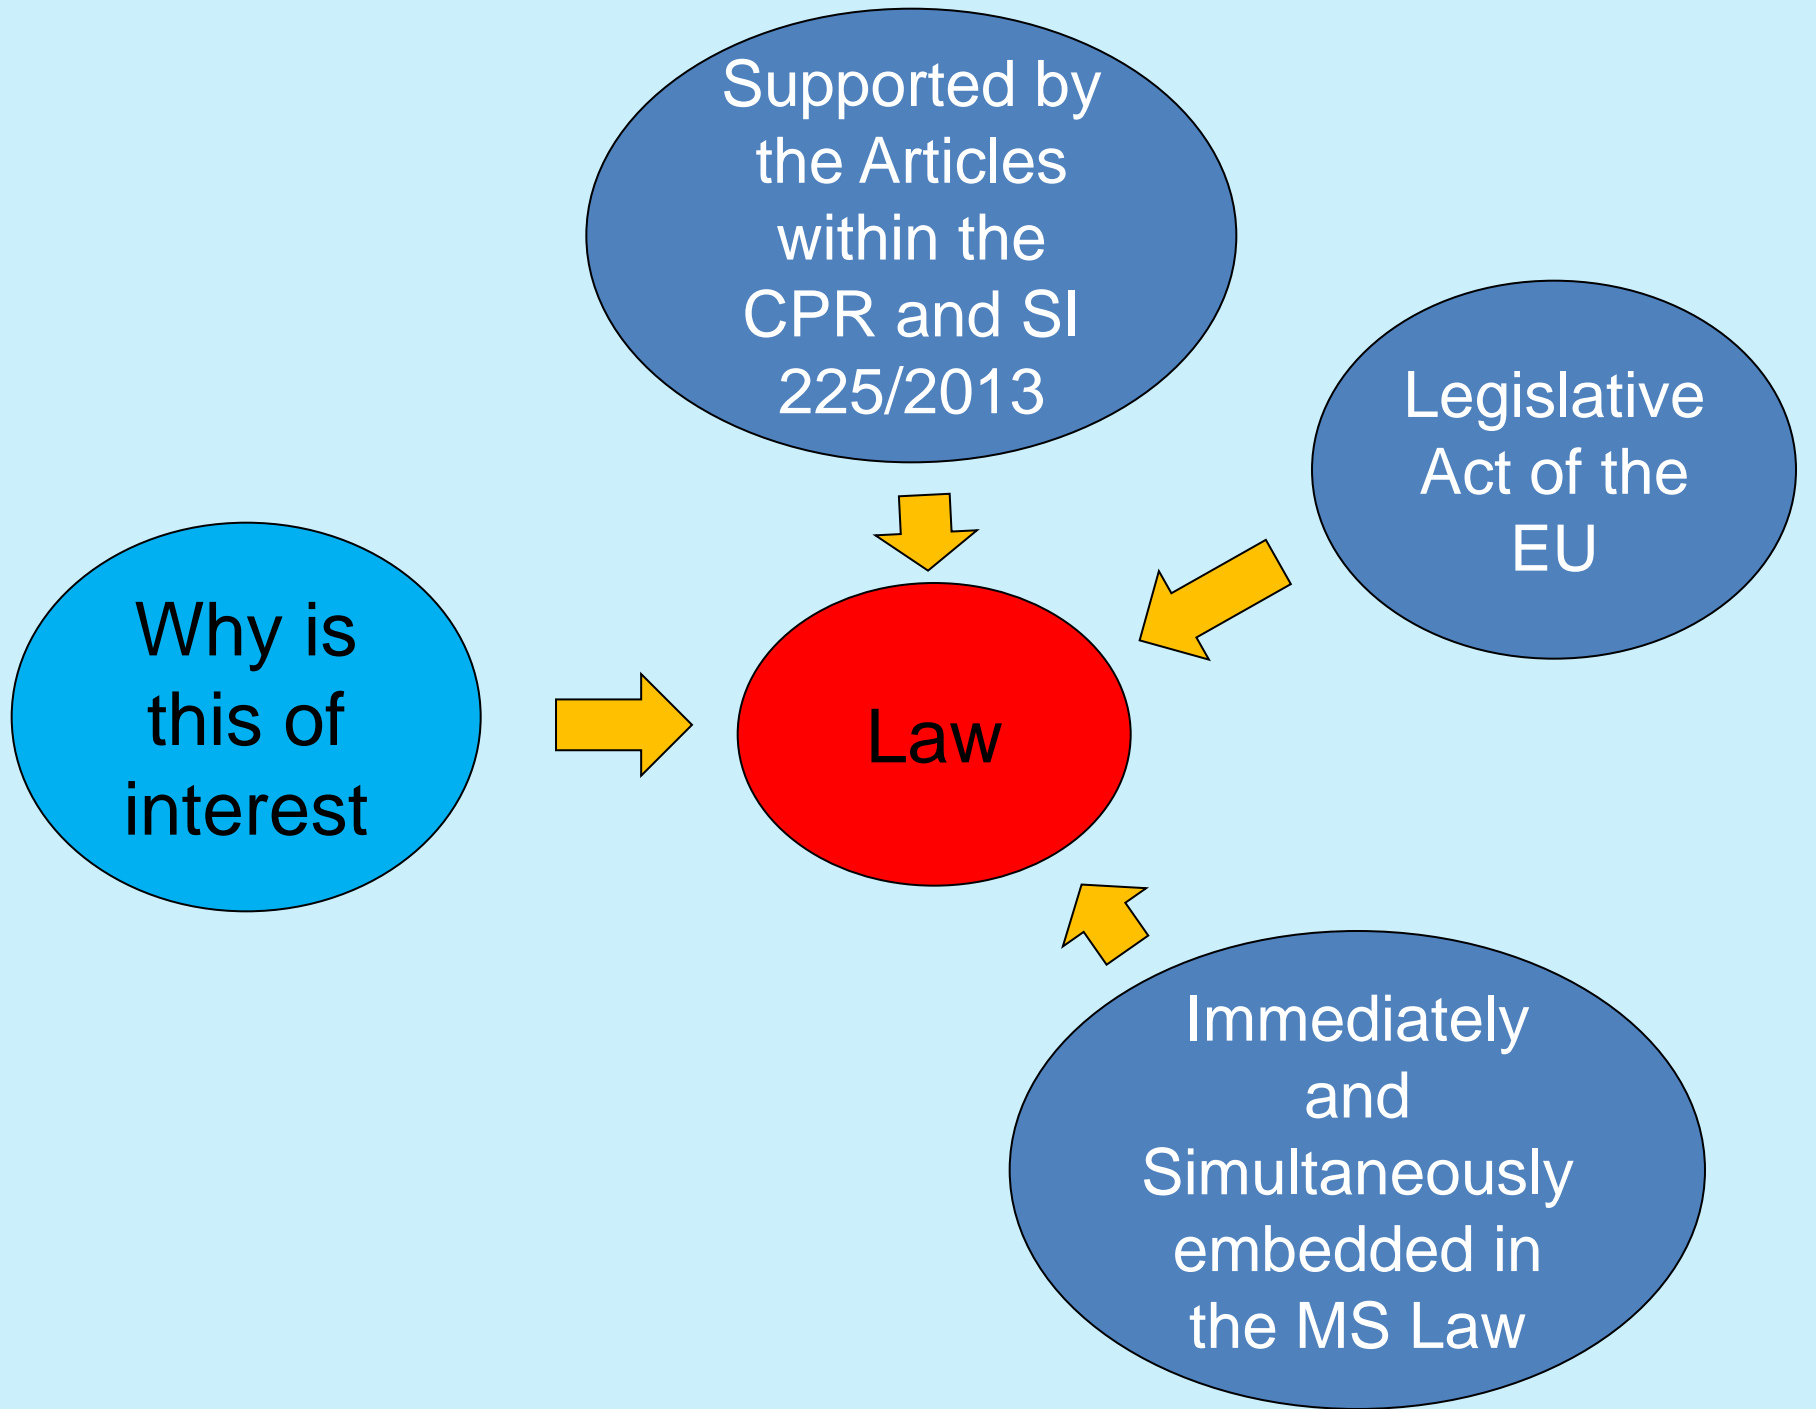 Supported by
the Articles
within the
CPR and SI
225/2013
Legislative
Act of the
EU
Why is
this of
interest
Law
Immediately
and
Simultaneously
embedded in
the MS Law